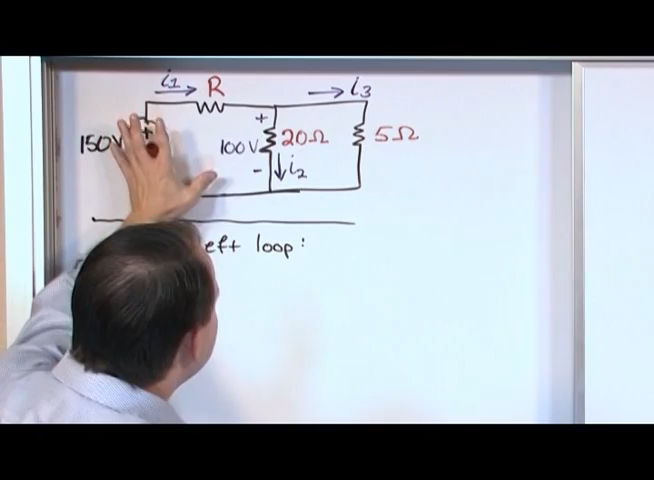 i₁ R i₃
+
150V + 100V 20Ω 5Ω
- i₂
eft loop: